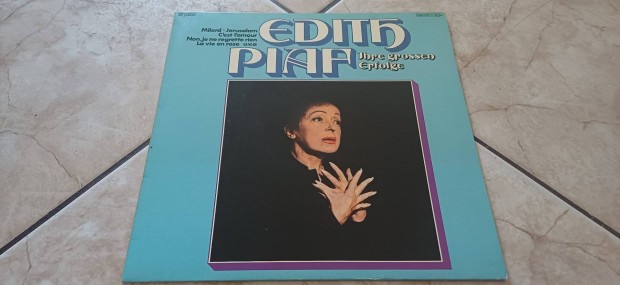 Milord · Jerusalem
C'est l'amour
Non, je ne regrette rien
La vie en rose u.v.a.
EDITH
PIAF
Ihre grossen
Erfolge